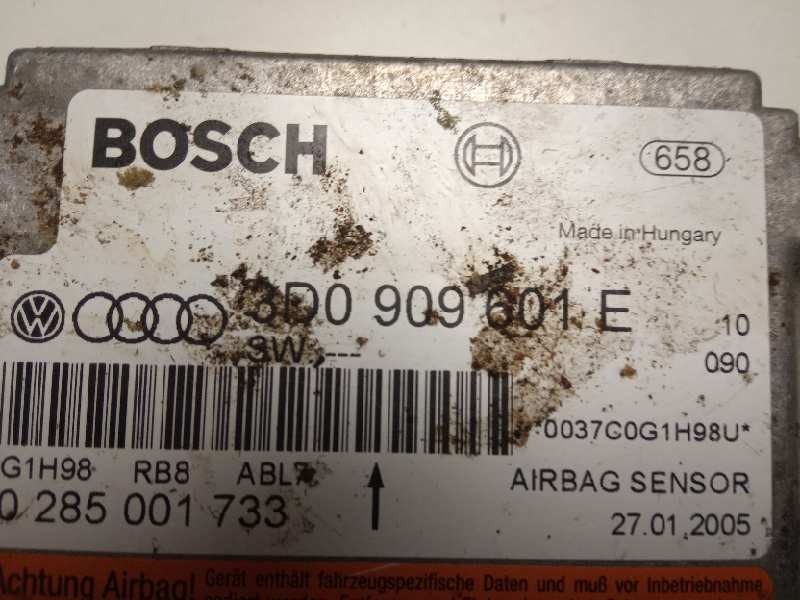 BOSCH
658
Made in Hungary
3D0 909 601 E
SW ,---
10
090
*0037C0G1H98U*
G1H98 RB8 ABL7
AIRBAG SENSOR
0 285 001 733
27.01.2005
Achtung Airbag! Gerät enthält fahrzeugspezifische Daten und muß vor Inbetriebnahme